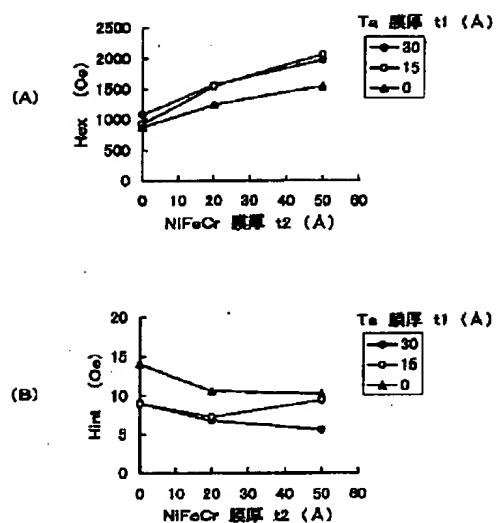 Ta 膜厚 t1 (Å)
30
15
0
(A)
Hex (Oe)
2500
2000
1500
1000
500
0
0 10 20 30 40 50 60
NiFeCr 膜厚 t2 (Å)
Ta 膜厚 t1 (Å)
30
15
0
(B)
Hint (Oe)
20
15
10
5
0
0 10 20 30 40 50 60
NiFeCr 膜厚 t2 (Å)